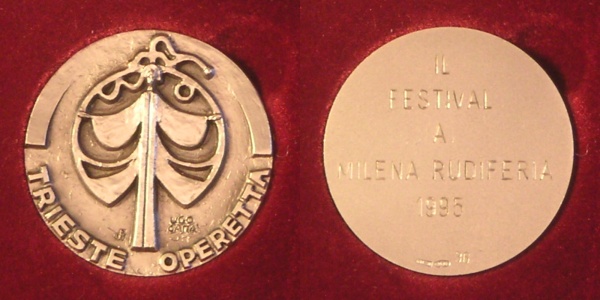 TRIESTE OPERETTA
IL
FESTIVAL
A
MILENA RUDIFERIA
1995